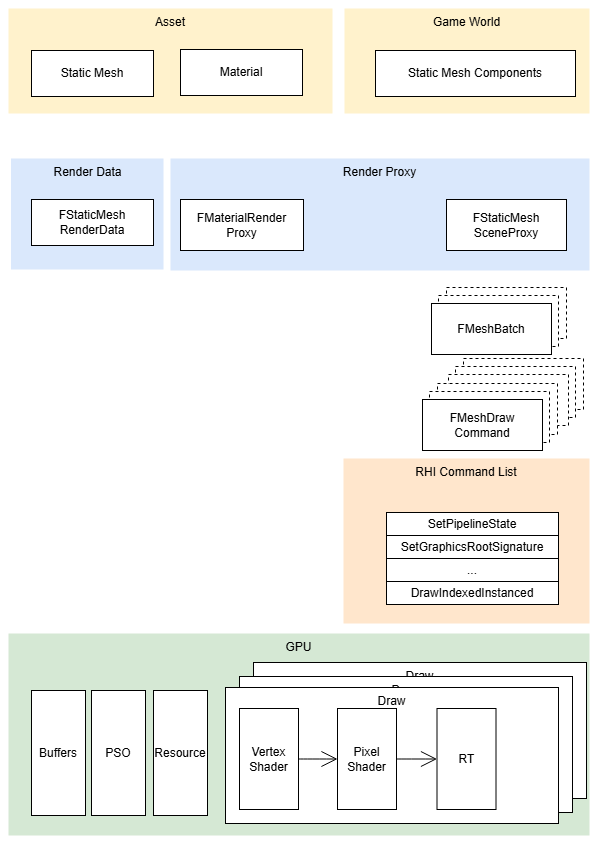 Asset
Static Mesh
Material
Game World
Static Mesh Components
Render Data
FStaticMesh
RenderData
Render Proxy
FMaterialRender
Proxy
FStaticMesh
SceneProxy
FMeshBatch
FMeshDraw
Command
RHI Command List
SetPipelineState
SetGraphicsRootSignature
...
DrawIndexedInstanced
GPU
Buffers
PSO
Resource
Draw
Draw
Vertex
Shader
Pixel
Shader
RT